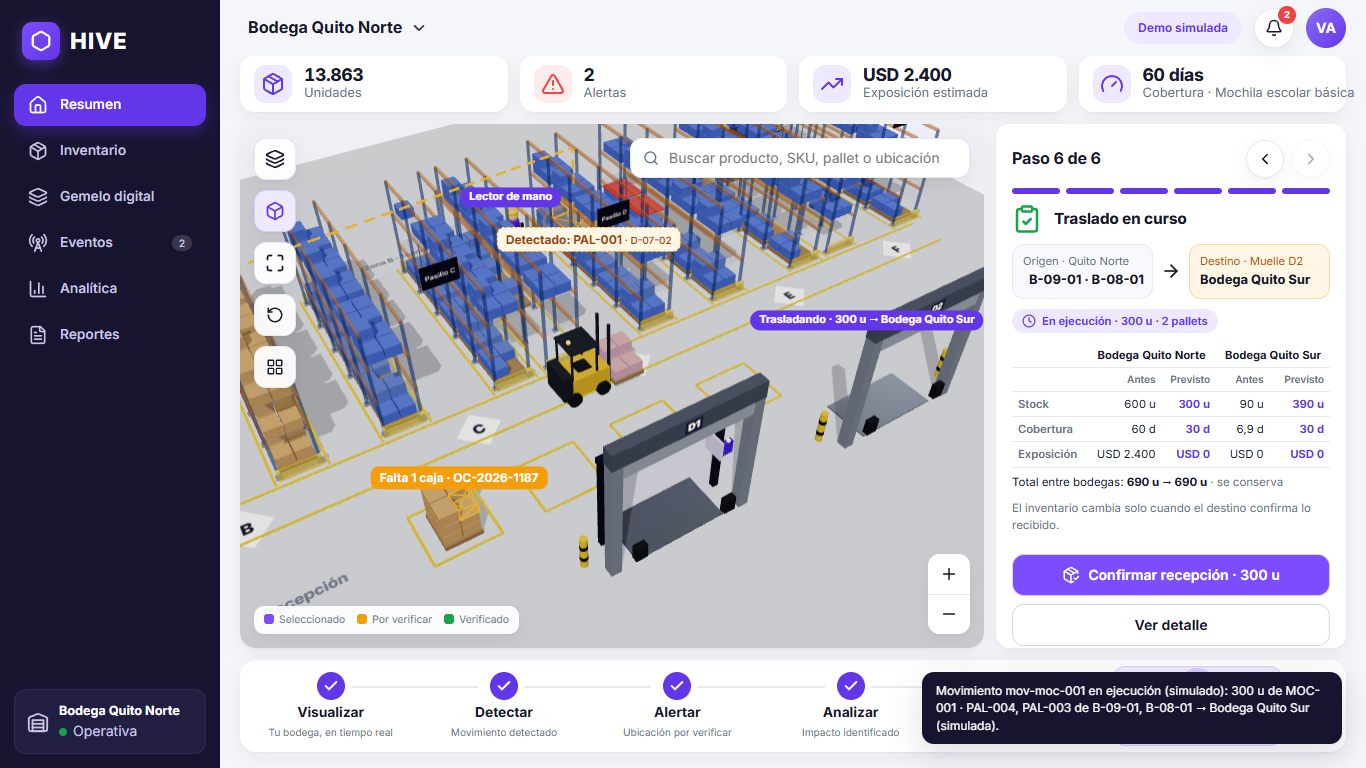 HIVE
Resumen
Inventario
Gemelo digital
Eventos
2
Analítica
Reportes
Bodega Quito Norte
Operativa
Bodega Quito Norte
Demo simulada
2
VA
13.863
Unidades
2
Alertas
USD 2.400
Exposición estimada
60 días
Cobertura · Mochila escolar básica
Buscar producto, SKU, pallet o ubicación
Lector de mano
Pasillo D
Detectado: PAL-001 · D-07-02
Zona B
Pasillo C
F
E
D2
Trasladando · 300 u → Bodega Quito Sur
C
D1
Falta 1 caja · OC-2026-1187
B
cepción
Seleccionado
Por verificar
Verificado
+
−
Paso 6 de 6
Traslado en curso
Origen · Quito Norte
B-09-01 · B-08-01
Destino · Muelle D2
Bodega Quito Sur
En ejecución · 300 u · 2 pallets
Bodega Quito Norte Bodega Quito Sur
Antes Previsto Antes Previsto
Stock 600 u 300 u 90 u 390 u
Cobertura 60 d 30 d 6,9 d 30 d
Exposición USD 2.400 USD 0 USD 0 USD 0
Total entre bodegas: 690 u → 690 u · se conserva
El inventario cambia solo cuando el destino confirma lo
recibido.
Confirmar recepción · 300 u
Ver detalle
Visualizar
Tu bodega, en tiempo real
Detectar
Movimiento detectado
Alertar
Ubicación por verificar
Analizar
Impacto identificado
Movimiento mov-moc-001 en ejecución (simulado): 300 u de MOC-
001 · PAL-004, PAL-003 de B-09-01, B-08-01 → Bodega Quito Sur
(simulada).